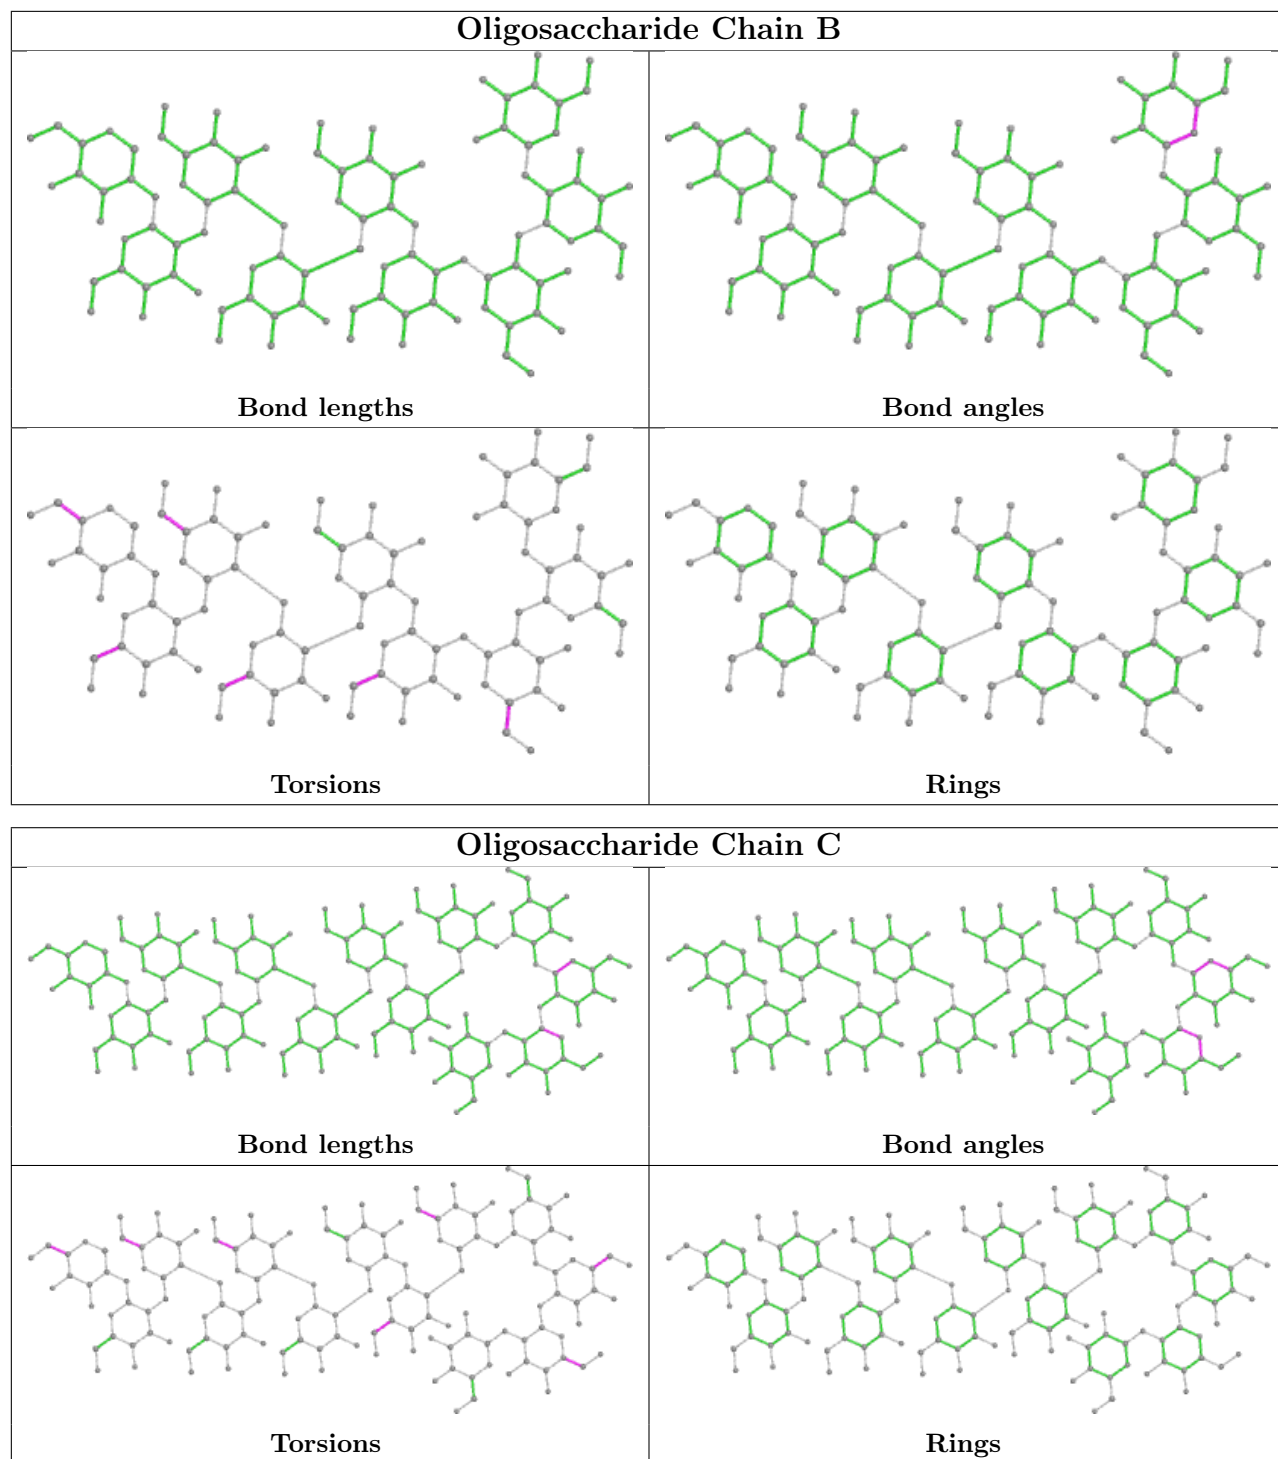 Oligosaccharide Chain B
Bond lengths
Bond angles
Torsions
Rings
Oligosaccharide Chain C
Bond lengths
Bond angles
Torsions
Rings